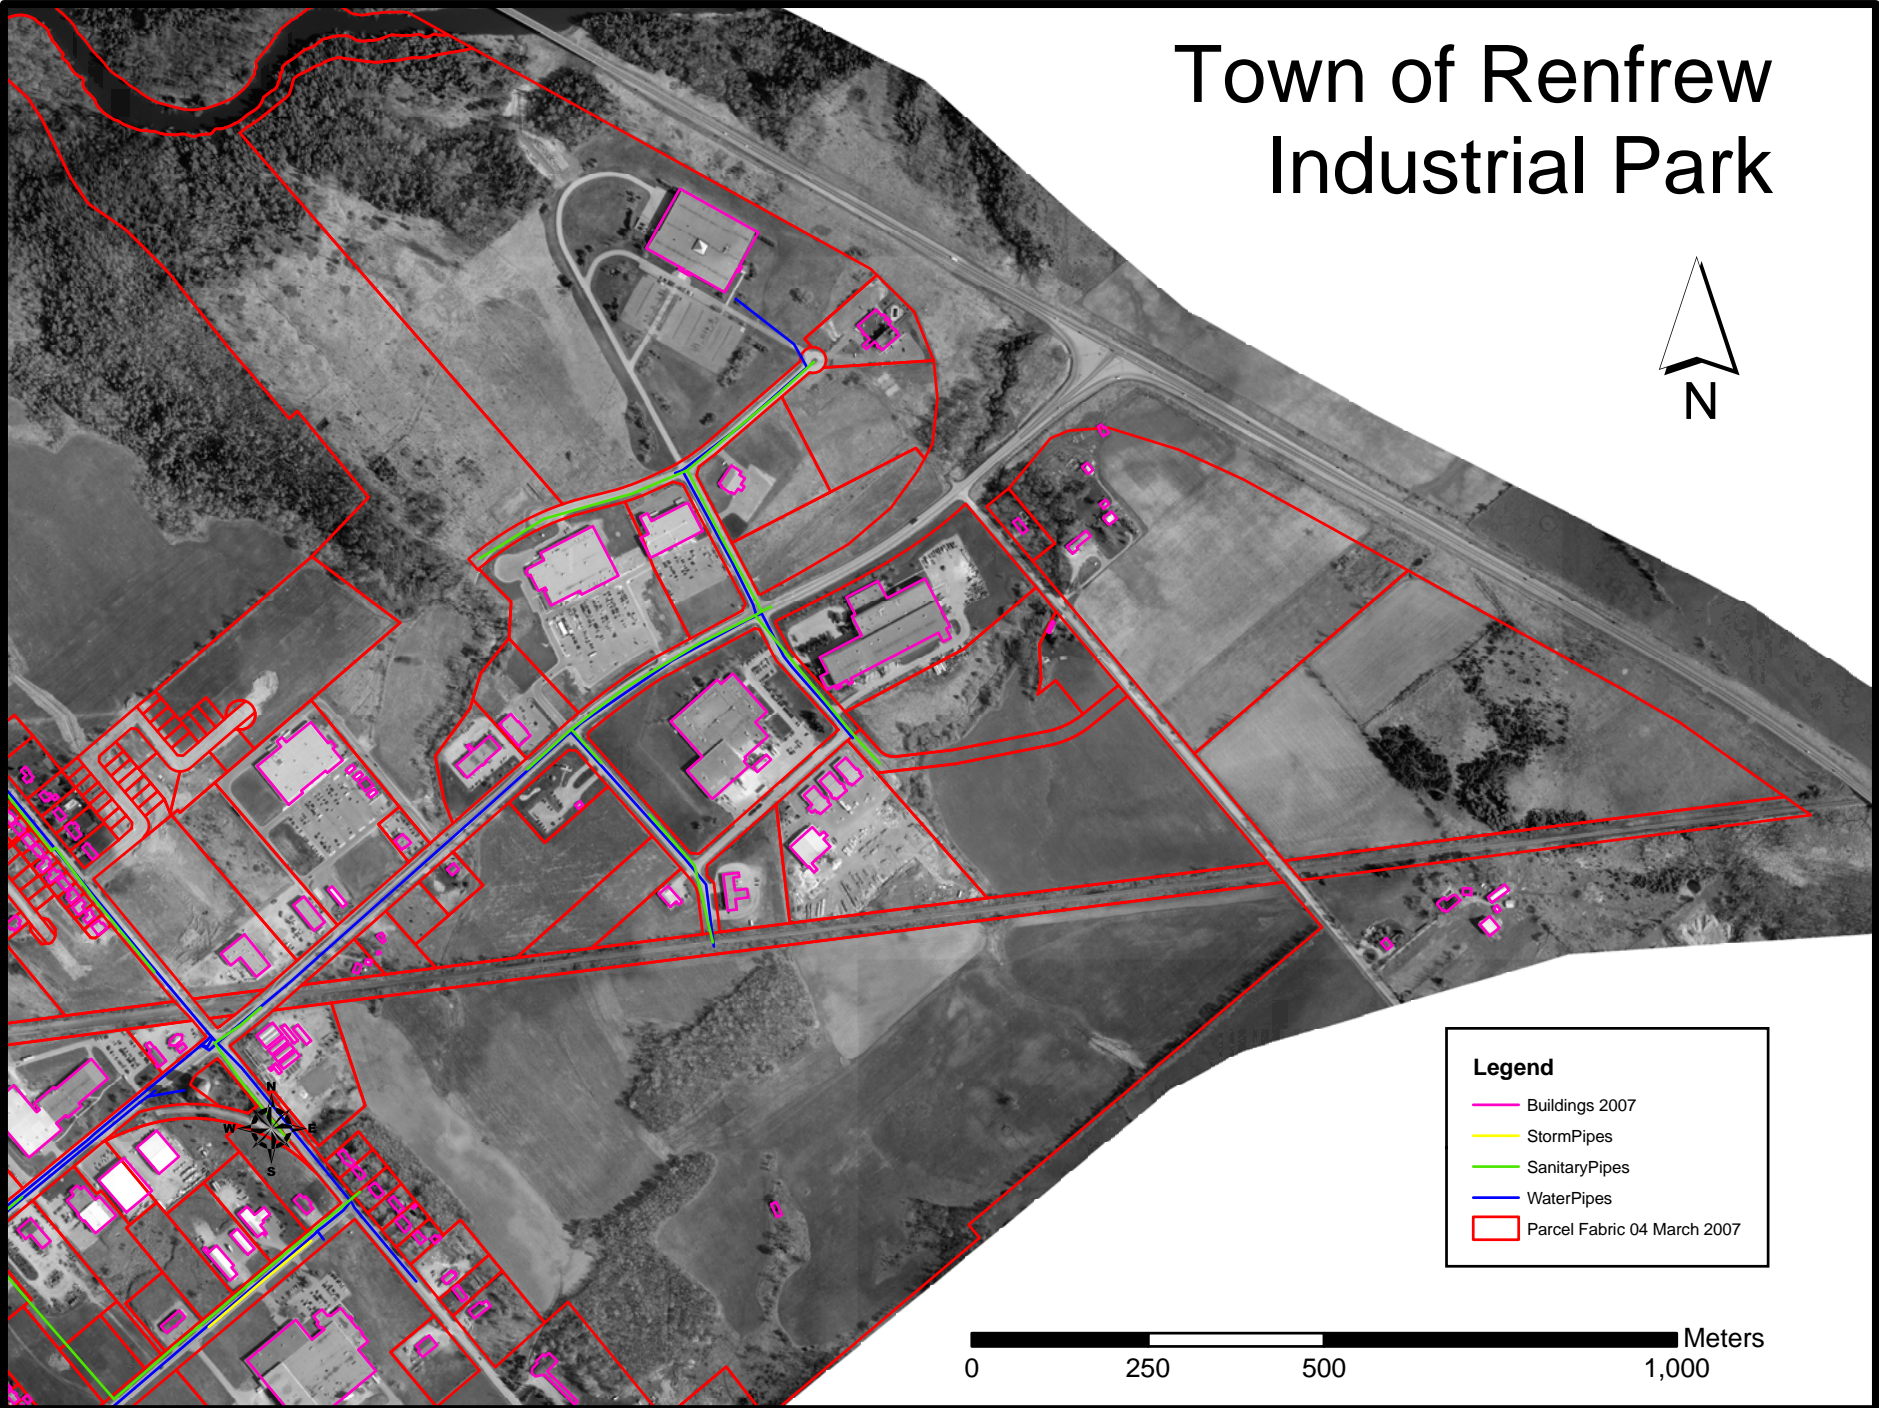 Town of Renfrew
Industrial Park
N
N
W E
S
Legend
Buildings 2007
StormPipes
SanitaryPipes
WaterPipes
Parcel Fabric 04 March 2007
Meters
0 250 500 1,000